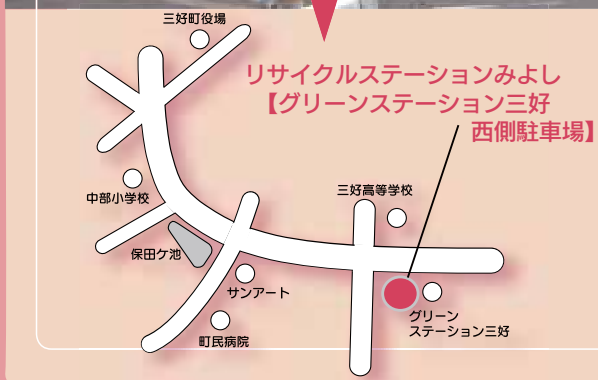 三好町役場
リサイクルステーションみよし
【グリーンステーション三好
西側駐車場】
中部小学校
三好高等学校
保田ケ池
サンアート
町民病院
グリーン
ステーション三好